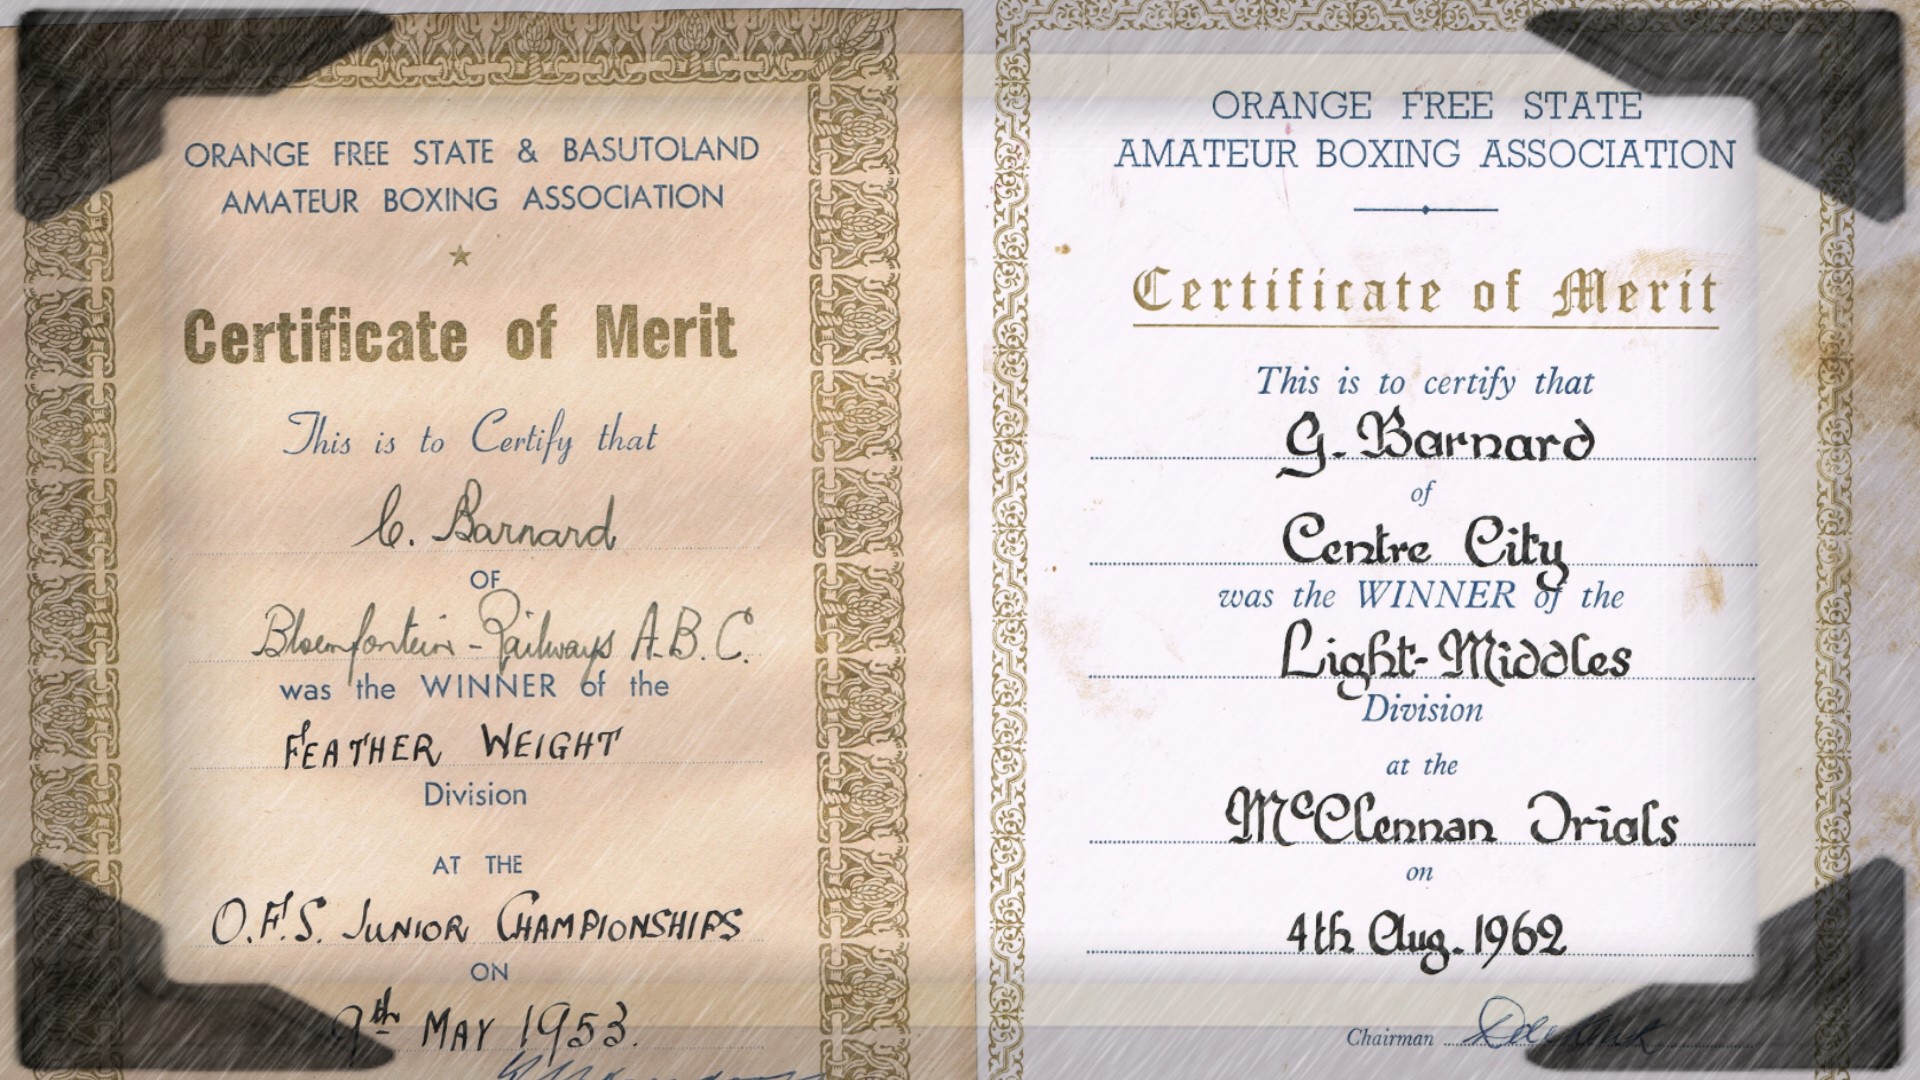 ORANGE FREE STATE & BASUTOLAND
AMATEUR BOXING ASSOCIATION
Certificate of Merit
This is to Certify that
C. Barnard
OF
Bloemfontein - Railways A.B.C.
was the WINNER of the
FEATHER WEIGHT
Division
AT THE
O.F.S. JUNIOR CHAMPIONSHIPS
ON
9th MAY 1953.
ORANGE FREE STATE
AMATEUR BOXING ASSOCIATION
Certificate of Merit
This is to certify that
G. Barnard
of
Centre City
was the WINNER of the
Light-Middles
Division
at the
McClennan Trials
on
4th Aug. 1962
Chairman